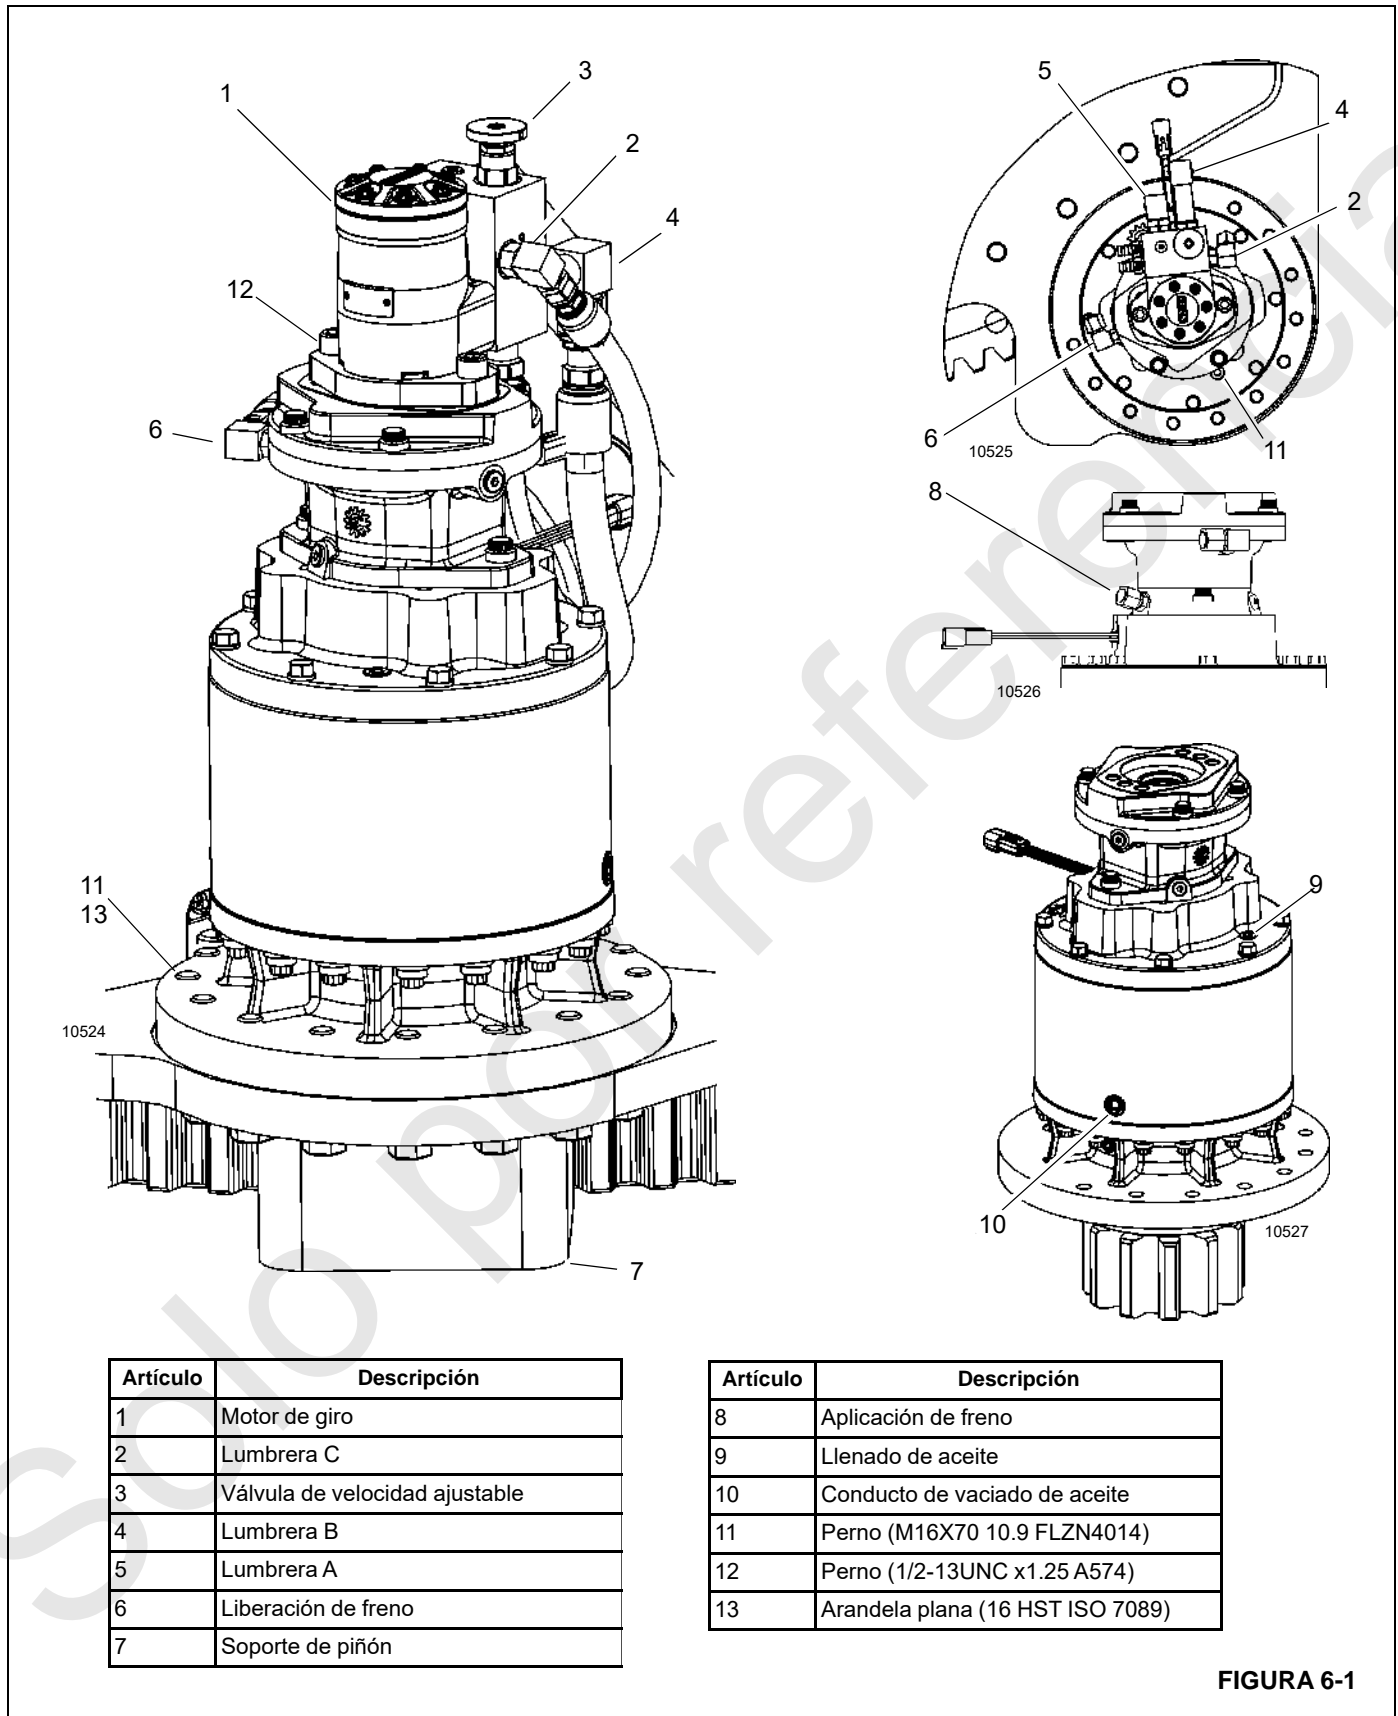 1
3
2
4
12
6
11
13
10524
7
5
4
2
6
10525
11
8
10526
9
10
10527
Artículo Descripción
1 Motor de giro
2 Lumbrera C
3 Válvula de velocidad ajustable
4 Lumbrera B
5 Lumbrera A
6 Liberación de freno
7 Soporte de piñón
Artículo Descripción
8 Aplicación de freno
9 Llenado de aceite
10 Conducto de vaciado de aceite
11 Perno (M16X70 10.9 FLZN4014)
12 Perno (1/2-13UNC x1.25 A574)
13 Arandela plana (16 HST ISO 7089)
FIGURA 6-1
Solo por referencia